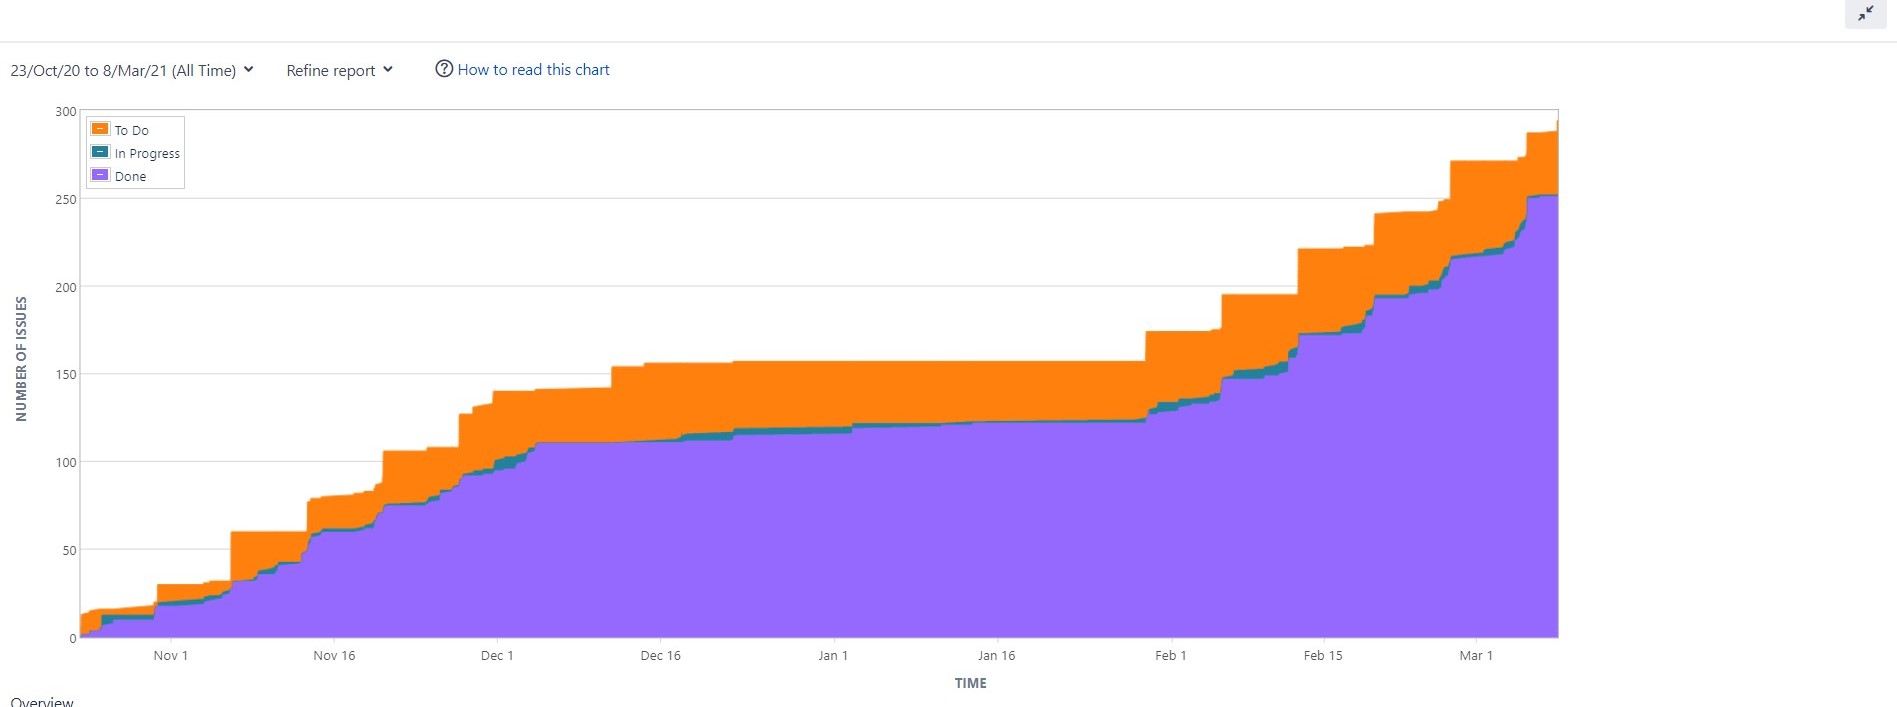 23/Oct/20 to 8/Mar/21 (All Time) Refine report ? How to read this chart
300
To Do
In Progress
Done
250
200
150
100
50
0
NUMBER OF ISSUES
Nov 1 Nov 16 Dec 1 Dec 16 Jan 1 Jan 16 Feb 1 Feb 15 Mar 1
TIME
Overview